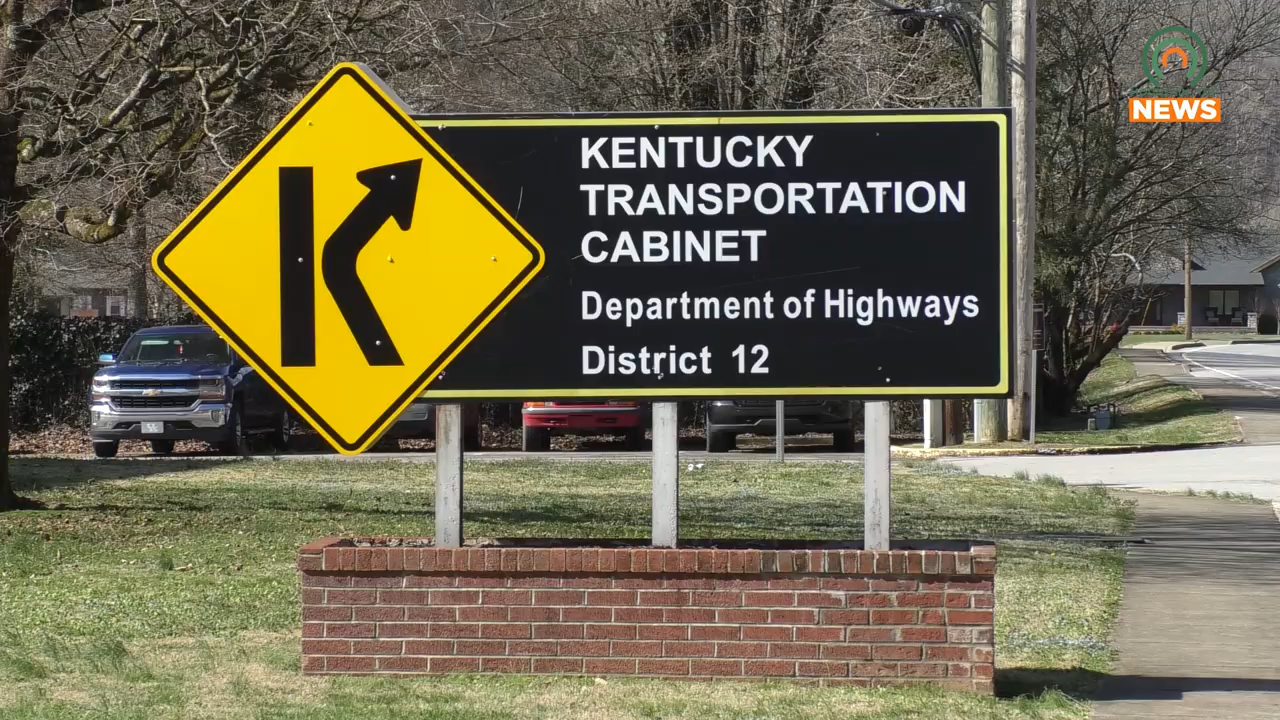 NEWS
KENTUCKY
TRANSPORTATION
CABINET
Department of Highways
District 12